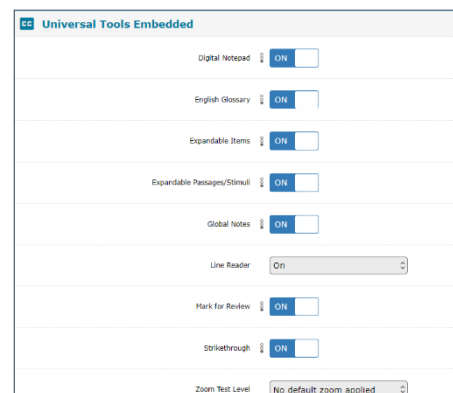 CC Universal Tools Embedded
Digital Notepad ON
English Glossary ON
Expandable Items ON
Expandable Passages/Stimuli ON
Global Notes ON
Line Reader On
Mark for Review ON
Strikethrough ON
Zoom Test Level No default zoom applied